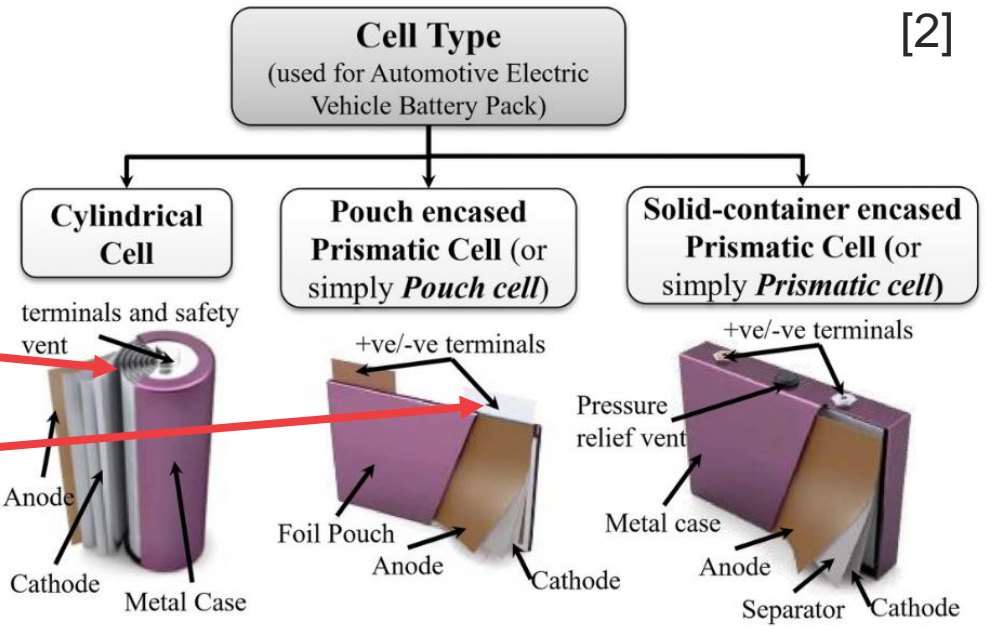 [2]
Cell Type
(used for Automotive Electric
Vehicle Battery Pack)
Cylindrical
Cell
Pouch encased
Prismatic Cell (or
simply Pouch cell)
Solid-container encased
Prismatic Cell (or
simply Prismatic cell)
terminals and safety
vent
Anode
Cathode
Metal Case
+ve/-ve terminals
Foil Pouch
Anode
Cathode
+ve/-ve terminals
Pressure
relief vent
Metal case
Anode
Separator
Cathode